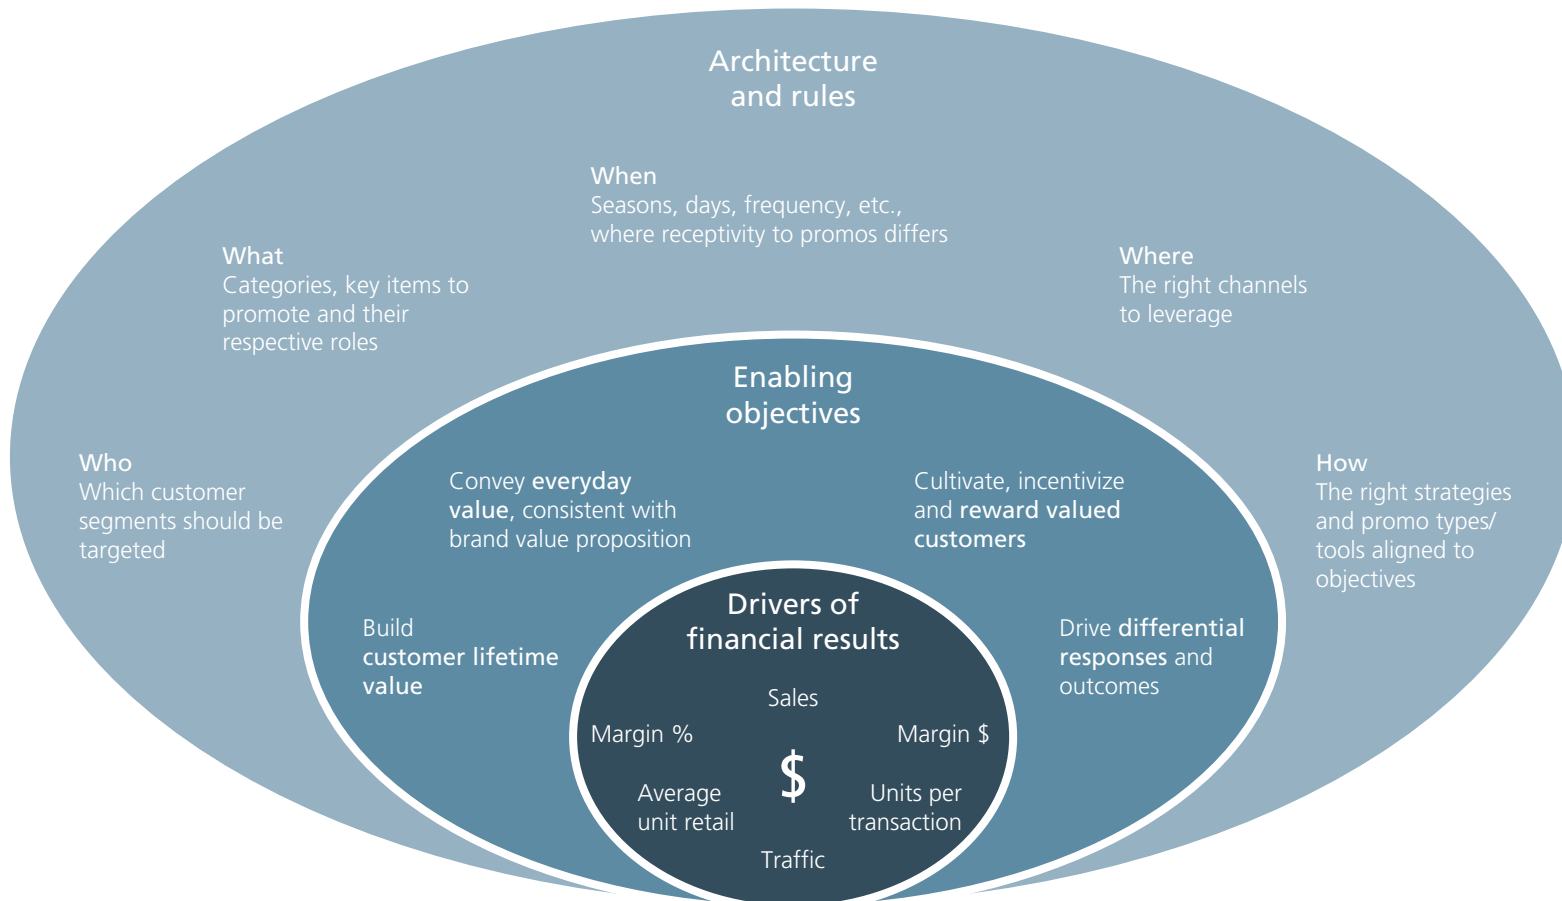 Architecture
and rules
When
Seasons, days, frequency, etc.,
where receptivity to promos differs
What
Categories, key items to
promote and their
respective roles
Where
The right channels
to leverage
Who
Which customer
segments should be
targeted
How
The right strategies
and promo types/
tools aligned to
objectives
Enabling
objectives
Convey everyday
value, consistent with
brand value proposition
Cultivate, incentivize
and reward valued
customers
Build
customer lifetime
value
Drive differential
responses and
outcomes
Drivers of
financial results
Sales
Margin %
Margin $
$
Average
unit retail
Units per
transaction
Traffic